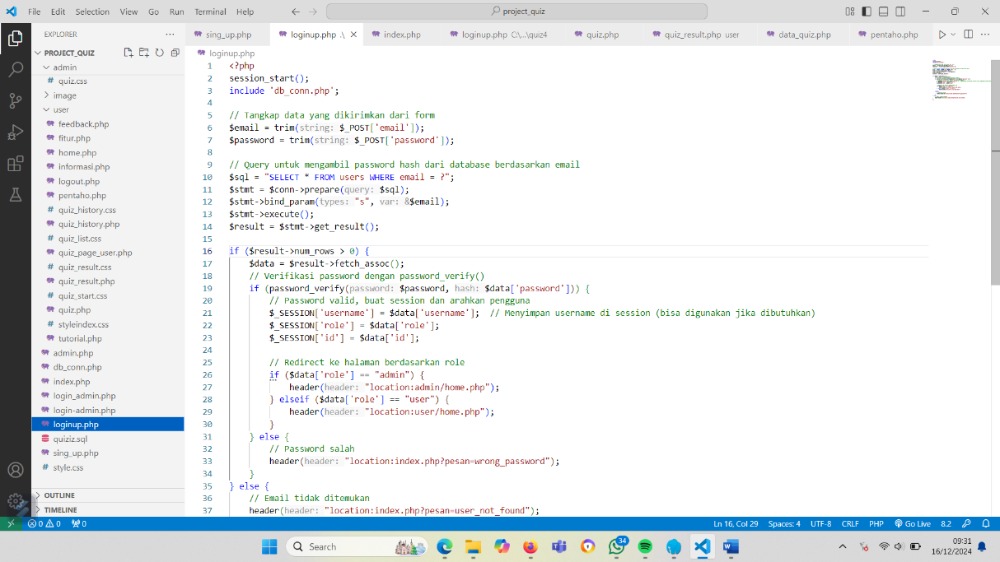 File Edit Selection View Go Run Terminal Help
project_quiz
EXPLORER
PROJECT_QUIZ
admin
quiz.css
image
user
feedback.php
fitur.php
home.php
informasi.php
logout.php
pentaho.php
quiz_history.css
quiz_history.php
quiz_list.css
quiz_page_user.php
quiz_result.css
quiz_result.php
quiz_start.css
quiz.php
styleindex.css
tutorial.php
admin.php
db_conn.php
index.php
login_admin.php
login-admin.php
loginup.php
quiziz.sql
sing_up.php
style.css
OUTLINE
TIMELINE
sing_up.php loginup.php .\ index.php loginup.php C:\...\quiz4 quiz.php quiz_result.php user data_quiz.php pentaho.php
loginup.php
1 <?php
2 session_start();
3 include 'db_conn.php';
4
5 // Tangkap data yang dikirimkan dari form
6 $email = trim(string: $_POST['email']);
7 $password = trim(string: $_POST['password']);
8
9 // Query untuk mengambil password hash dari database berdasarkan email
10 $sql = "SELECT * FROM users WHERE email = ?";
11 $stmt = $conn->prepare(query: $sql);
12 $stmt->bind_param(types: "s", var: &$email);
13 $stmt->execute();
14 $result = $stmt->get_result();
15
16 if ($result->num_rows > 0) {
17 $data = $result->fetch_assoc();
18 // Verifikasi password dengan password_verify()
19 if (password_verify(password: $password, hash: $data['password'])) {
20 // Password valid, buat session dan arahkan pengguna
21 $_SESSION['username'] = $data['username']; // Menyimpan username di session (bisa digunakan jika dibutuhkan)
22 $_SESSION['role'] = $data['role'];
23 $_SESSION['id'] = $data['id'];
24
25 // Redirect ke halaman berdasarkan role
26 if ($data['role'] == "admin") {
27 header(header: "location:admin/home.php");
28 } elseif ($data['role'] == "user") {
29 header(header: "location:user/home.php");
30 }
31 } else {
32 // Password salah
33 header(header: "location:index.php?pesan=wrong_password");
34 }
35 } else {
36 // Email tidak ditemukan
37 header(header: "location:index.php?pesan=user_not_found");
0 0 0 Ln 16, Col 29 Spaces: 4 UTF-8 CRLF PHP Go Live 8.2
Search 34 09:31
16/12/2024